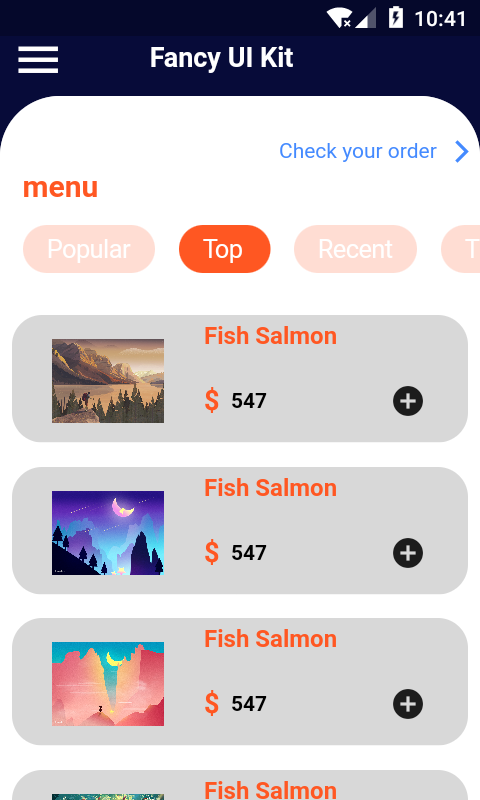 10:41
Fancy UI Kit
Check your order
menu
Popular Top Recent T
Fish Salmon
$ 547
Fish Salmon
$ 547
Fish Salmon
$ 547
Fish Salmon